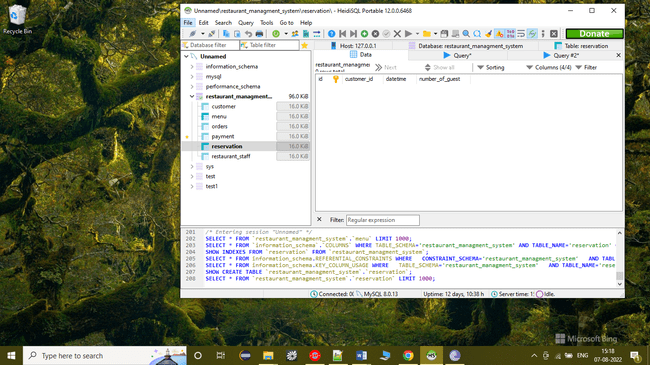 Recycle Bin
Unnamed\restaurant_managment_system\reservation\ - HeidiSQL Portable 12.0.0.6468
File Edit Search Query Tools Go to Help
Donate
Database filter Table filter
Host: 127.0.0.1 Database: restaurant_managment_system Table: reservation
Data Query* Query #2*
restaurant_managmen
Next Show all Sorting Columns (4/4) Filter
id customer_id datetime number_of_guest
Unnamed
information_schema
mysql
performance_schema
restaurant_managment... 96.0 KiB
customer 16.0 KiB
menu 16.0 KiB
orders 16.0 KiB
payment 16.0 KiB
reservation 16.0 KiB
restaurant_staff 16.0 KiB
sys
test
test1
Filter: Regular expression
201 /* Entering session "Unnamed" */
202 SELECT * FROM `restaurant_managment_system`.`menu` LIMIT 1000;
203 SELECT * FROM `information_schema`.`COLUMNS` WHERE TABLE_SCHEMA='restaurant_managment_system' AND TABLE_NAME='reservation'
204 SHOW INDEXES FROM `reservation` FROM `restaurant_managment_system`;
205 SELECT * FROM information_schema.REFERENTIAL_CONSTRAINTS WHERE CONSTRAINT_SCHEMA='restaurant_managment_system' AND TABL
206 SELECT * FROM information_schema.KEY_COLUMN_USAGE WHERE TABLE_SCHEMA='restaurant_managment_system' AND TABLE_NAME='rese
207 SHOW CREATE TABLE `restaurant_managment_system`.`reservation`;
208 SELECT * FROM `restaurant_managment_system`.`reservation` LIMIT 1000;
Connected: 00 MySQL 8.0.13 Uptime: 12 days, 10:38 h Server time: 1 Idle.
Microsoft Bing
Type here to search
ENG
15:18
07-08-2022